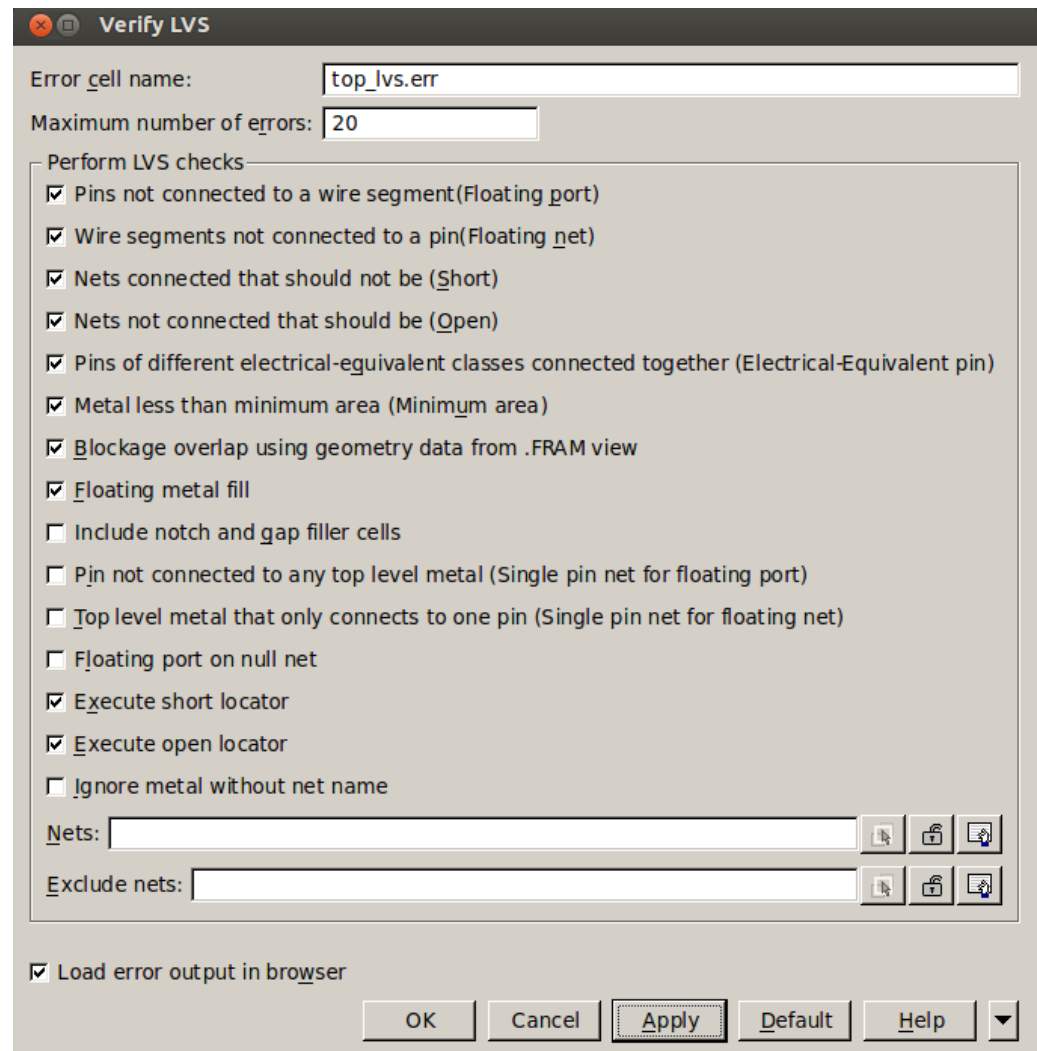 Verify LVS
Error cell name: top_lvs.err
Maximum number of errors: 20
Perform LVS checks
Pins not connected to a wire segment(Floating port)
Wire segments not connected to a pin(Floating net)
Nets connected that should not be (Short)
Nets not connected that should be (Open)
Pins of different electrical-equivalent classes connected together (Electrical-Equivalent pin)
Metal less than minimum area (Minimum area)
Blockage overlap using geometry data from .FRAM view
Floating metal fill
Include notch and gap filler cells
Pin not connected to any top level metal (Single pin net for floating port)
Top level metal that only connects to one pin (Single pin net for floating net)
Floating port on null net
Execute short locator
Execute open locator
Ignore metal without net name
Nets:
Exclude nets:
Load error output in browser
OK Cancel Apply Default Help